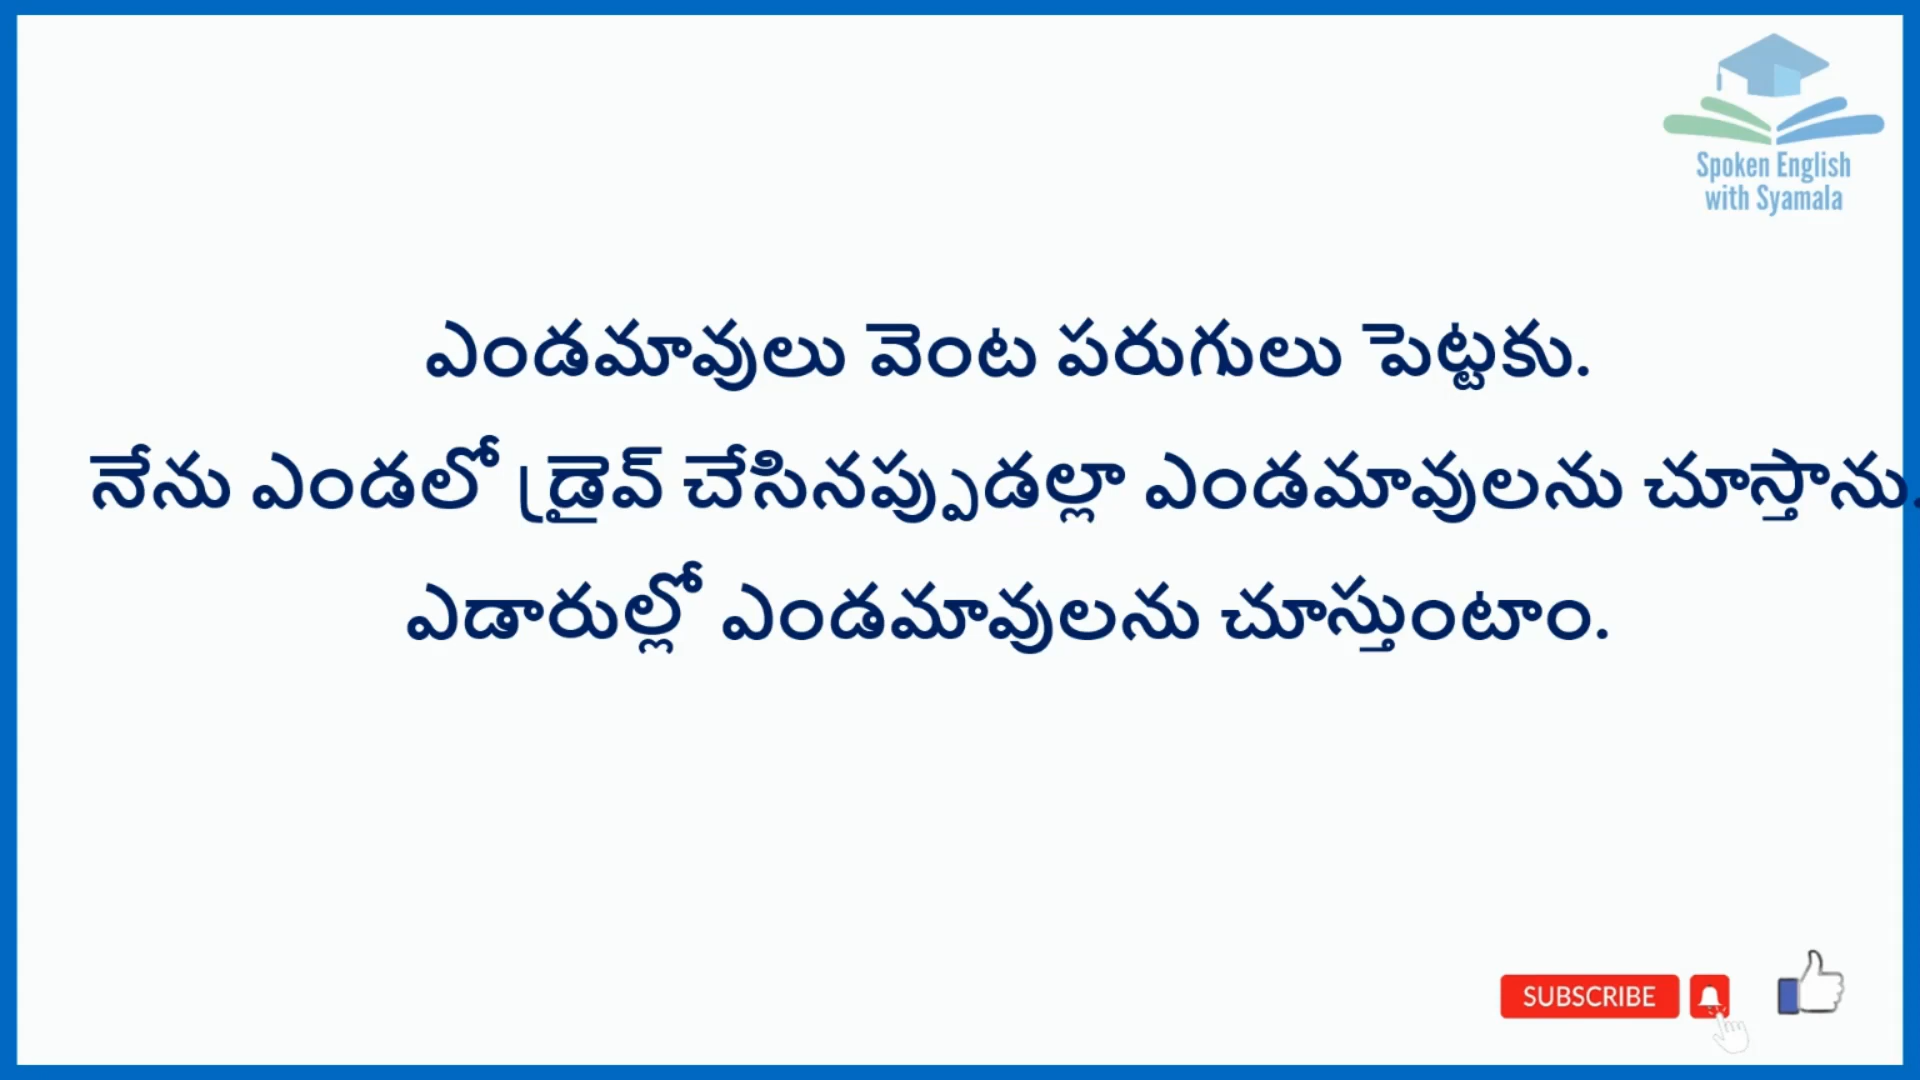 Spoken English
with Syamala
ఎండమావులు వెంట పరుగులు పెట్టకు.
నేను ఎండలో డ్రైవ్ చేసినప్పుడల్లా ఎండమావులను చూస్తాను.
ఎడారుల్లో ఎండమావులను చూస్తుంటాం.
SUBSCRIBE